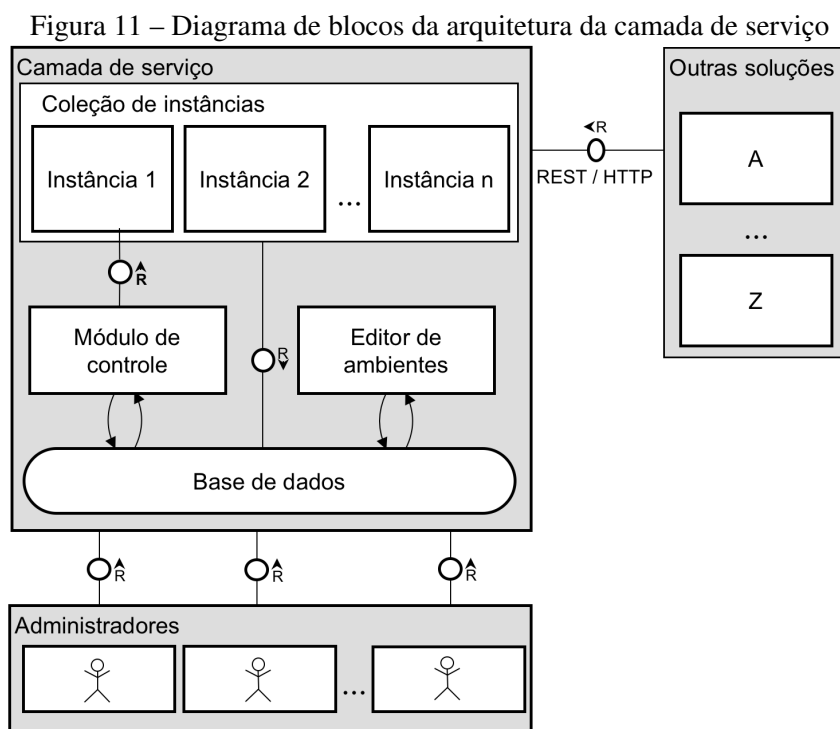 Figura 11 – Diagrama de blocos da arquitetura da camada de serviço
Camada de serviço
Coleção de instâncias
Instância 1
Instância 2
...
Instância n
R
REST / HTTP
Outras soluções
A
...
Z
R
Módulo de
controle
R
Editor de
ambientes
Base de dados
R
R
R
Administradores
...